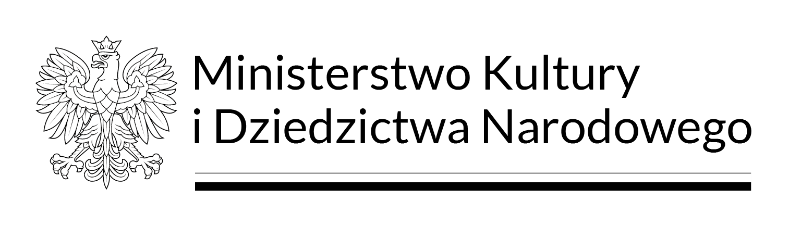 Ministerstwo Kultury
i Dziedzictwa Narodowego